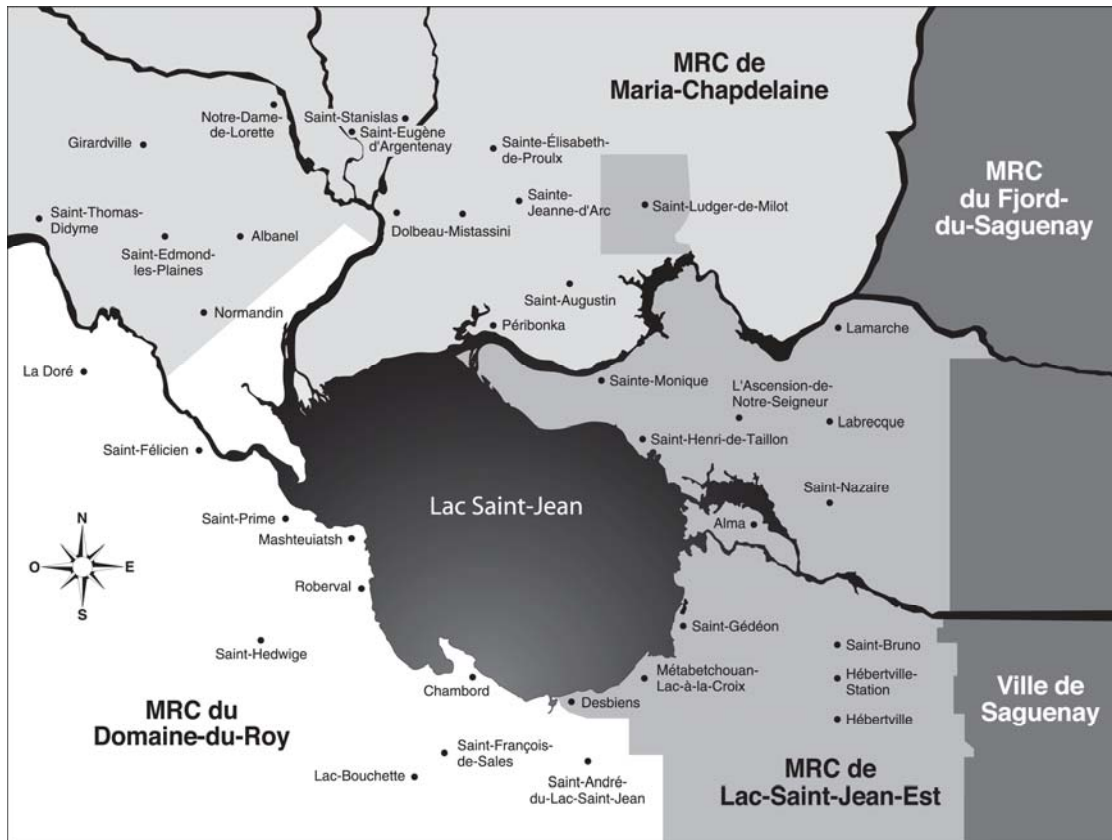 MRC de
Maria-Chapdelaine
Notre-Dame-
de-Lorette
Saint-Stanislas
Saint-Eugène
d'Argentenay
Girardville
Sainte-Élisabeth-
de-Proulx
MRC
du Fjord-
du-Saguenay
Sainte-
Jeanne-d'Arc
Saint-Ludger-de-Milot
Saint-Thomas-
Didyme
Dolbeau-Mistassini
Saint-Edmond-
les-Plaines
Albanel
Saint-Augustin
Normandin
Péribonka
Lamarche
La Doré
Sainte-Monique
L'Ascension-de-
Notre-Seigneur
Labrecque
Saint-Henri-de-Taillon
Saint-Félicien
Saint-Nazaire
Lac Saint-Jean
Saint-Prime
Alma
N
O
E
S
Mashteuiatsh
Roberval
Saint-Gédéon
Saint-Hedwige
Saint-Bruno
Chambord
Métabetchouan-
Lac-à-la-Croix
Hébertville-
Station
Ville de
Saguenay
Desbiens
MRC du
Domaine-du-Roy
Hébertville
Saint-François-
de-Sales
Lac-Bouchette
Saint-André-
du-Lac-Saint-Jean
MRC de
Lac-Saint-Jean-Est